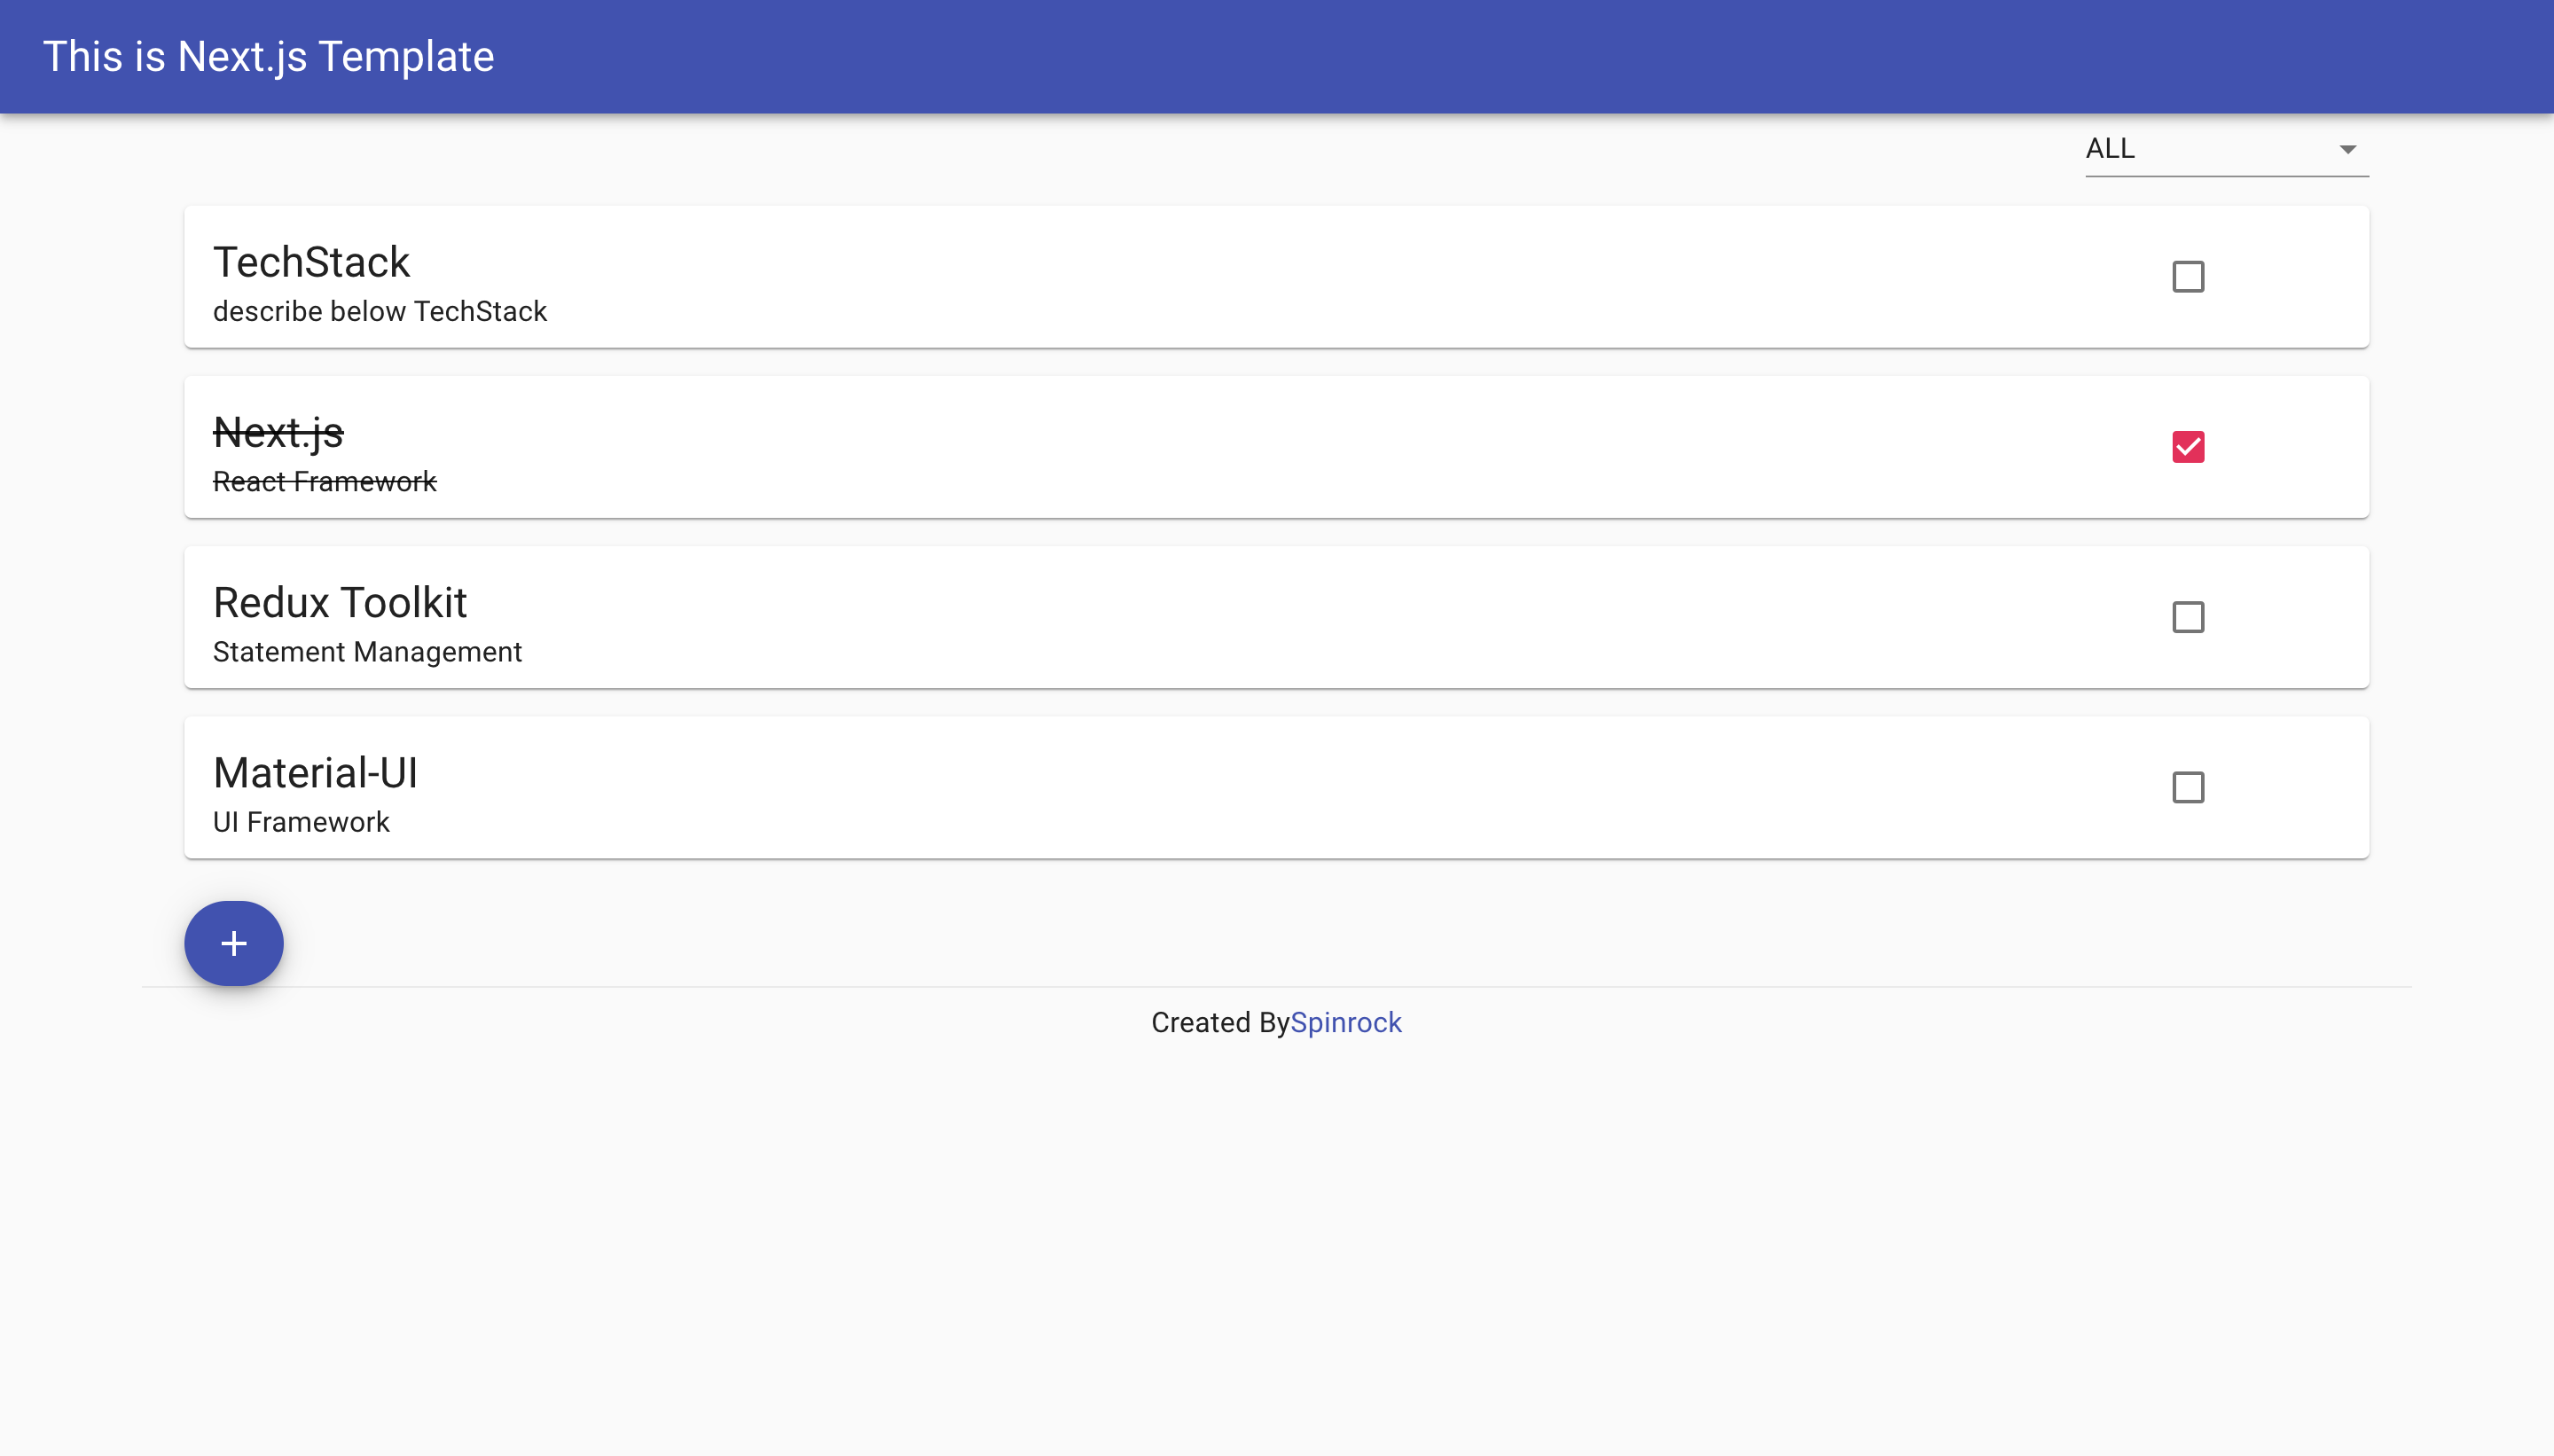 This is Next.js Template
ALL
TechStack
describe below TechStack
Next.js
React Framework
Redux Toolkit
Statement Management
Material-UI
UI Framework
Created BySpinrock